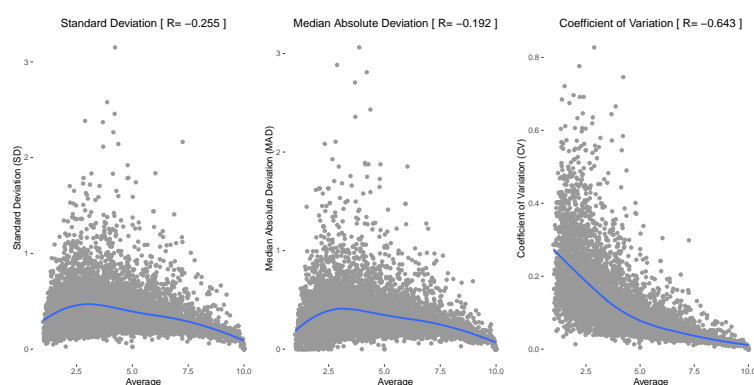 Standard Deviation [ R= −0.255 ]
Standard Deviation (SD)
3
2
1
0
2.5 5.0 7.5 10.0
Average
Median Absolute Deviation [ R= −0.192 ]
Median Absolute Deviation (MAD)
3
2
1
0
2.5 5.0 7.5 10.0
Average
Coefficient of Variation [ R= −0.643 ]
Coefficient of Variation (CV)
0.8
0.6
0.4
0.2
0.0
2.5 5.0 7.5 10.0
Average